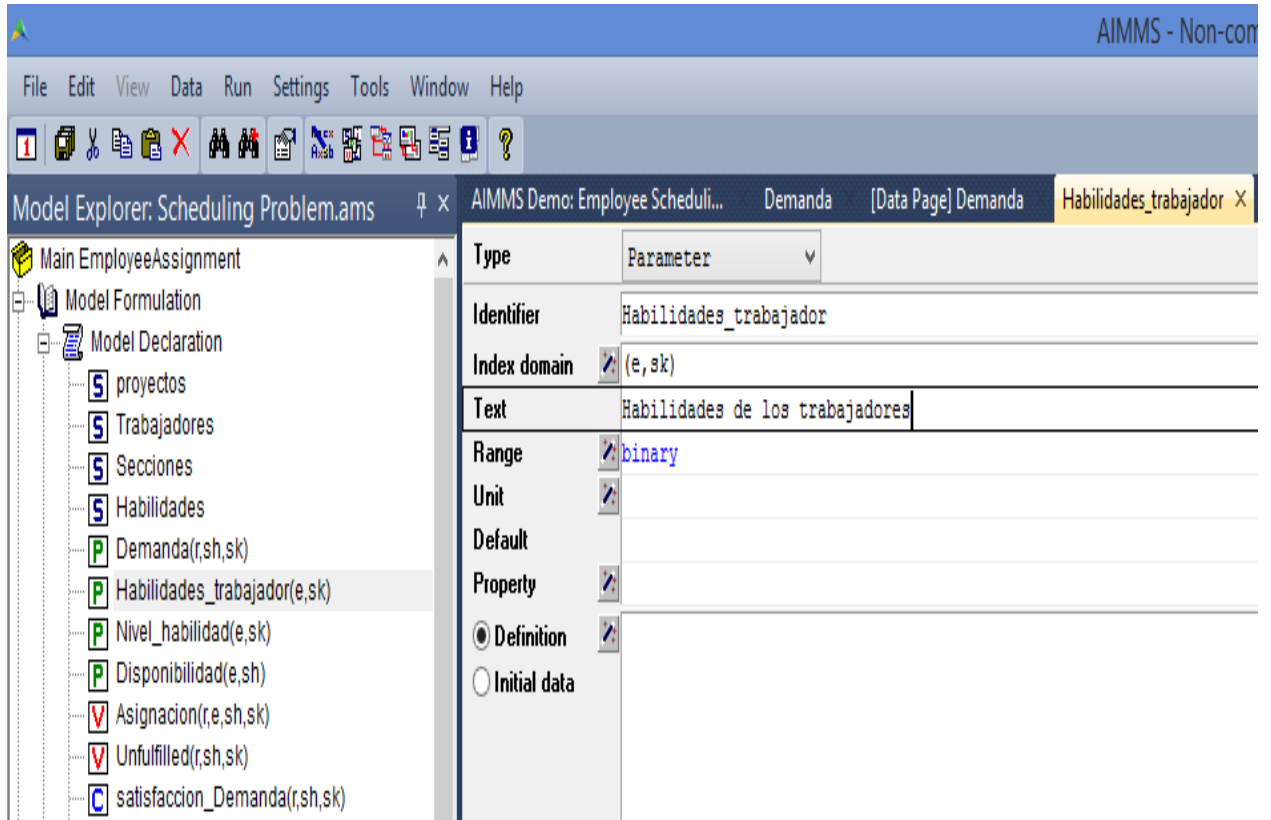 AIMMS - Non-com
File Edit View Data Run Settings Tools Window Help
Model Explorer: Scheduling Problem.ams
AIMMS Demo: Employee Scheduli... Demanda [Data Page] Demanda Habilidades_trabajador
Main EmployeeAssignment
Model Formulation
Model Declaration
S proyectos
S Trabajadores
S Secciones
S Habilidades
P Demanda(r,sh,sk)
P Habilidades_trabajador(e,sk)
P Nivel_habilidad(e,sk)
P Disponibilidad(e,sh)
V Asignacion(r,e,sh,sk)
V Unfulfilled(r,sh,sk)
C satisfaccion_Demanda(r,sh,sk)
Type Parameter
Identifier Habilidades_trabajador
Index domain (e,sk)
Text Habilidades de los trabajadores
Range binary
Unit
Default
Property
Definition
Initial data